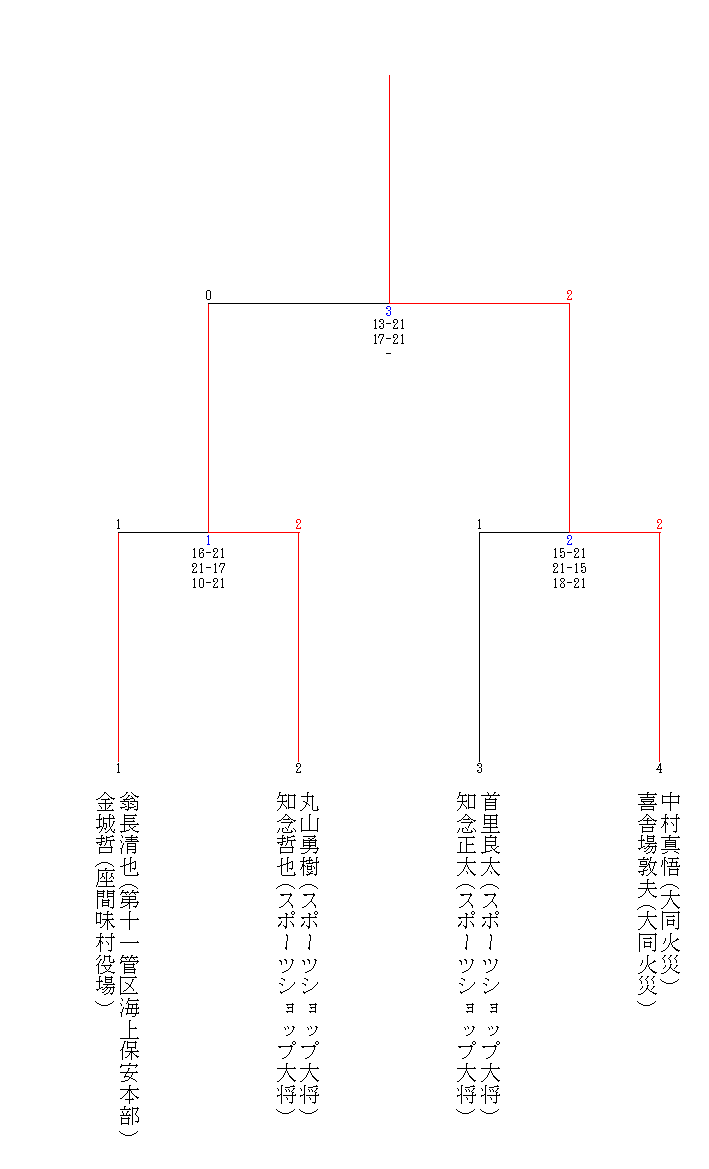 0
2
3
13-21
17-21
-
1
2
1
16-21
21-17
10-21
1
2
2
15-21
21-15
18-21
1
2
3
4
翁長清也(第十一管区海上保安本部)
金城哲(座間味村役場)
丸山勇樹(スポーツショップ大将)
知念哲也(スポーツショップ大将)
首里良太(スポーツショップ大将)
知念正太(スポーツショップ大将)
中村真悟(大同火災)
喜舎場敦夫(大同火災)